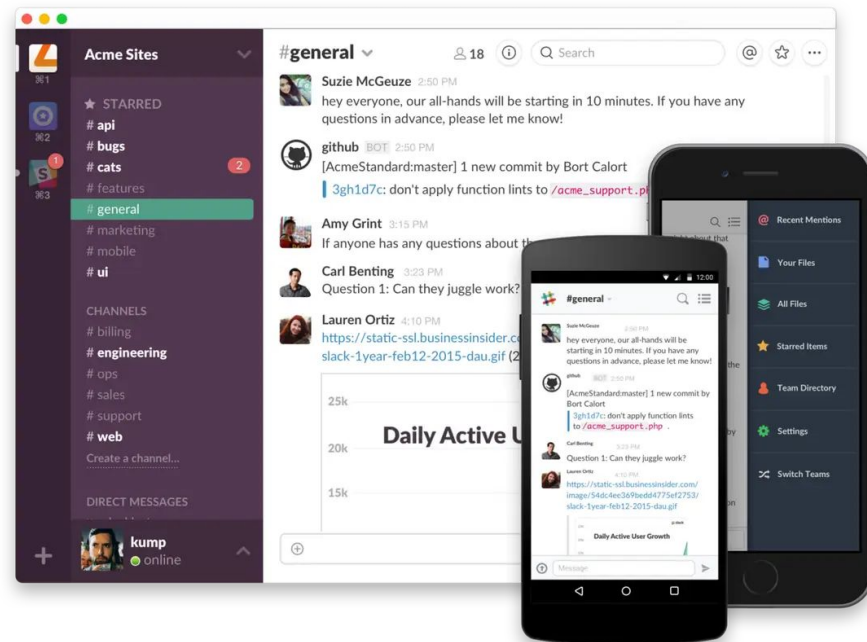 Acme Sites
⌘1
⌘2
1
⌘3
★ STARRED
# api
# bugs
# cats 2
# features
# general
# marketing
# mobile
# ui
CHANNELS
# billing
# engineering
# ops
# sales
# support
# web
Create a channel...
DIRECT MESSAGES
kump
online
#general
18
Search
Suzie McGeuze 2:50 PM
hey everyone, our all-hands will be starting in 10 minutes. If you have any
questions in advance, please let me know!
github BOT 2:50 PM
[AcmeStandard:master] 1 new commit by Bort Calort
3gh1d7c: don't apply function lints to /acme_support.p
Amy Grint 3:15 PM
If anyone has any questions about
Carl Benting 3:23 PM
Question 1: Can they juggle work?
Lauren Ortiz 4:10 PM
https://static-ssl.businessinsider.co
slack-1year-feb12-2015-dau.gif (2
25k
Daily Active U
20k
15k
12:00
#general
Suzie McGeuze 2:50 PM
hey everyone, our all-hands will be
starting in 10 minutes. If you have any
questions in advance, please let me know!
github BOT 2:50 PM
[AcmeStandard:master] 1 new commit by
Bort Calort
3gh1d7c: don't apply function lints
to /acme_support.php .
Carl Benting 3:23 PM
Question 1: Can they juggle work?
Lauren Ortiz 4:10 PM
https://static-ssl.businessinsider.com/
image/54dc4ee369bedd4775ef2753/
slack-1year-feb12-2015-dau.gif
Daily Active User Growth
Message
about that
the
by
on
Recent Mentions
Your Files
All Files
Starred Items
Team Directory
Settings
Switch Teams